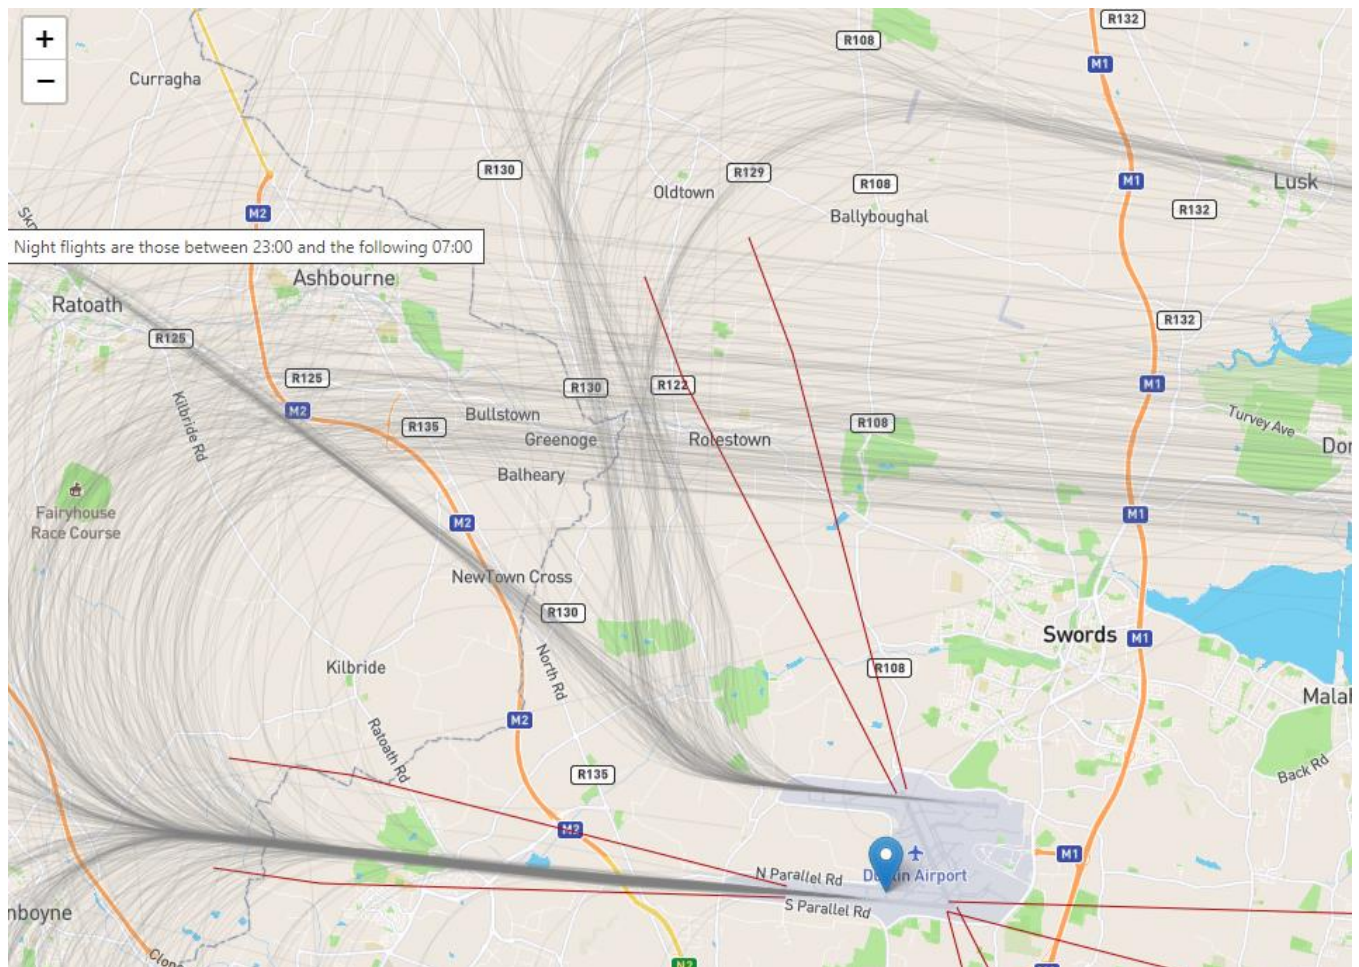 +
R132
R108
M1
Curragha
−
R130
R129
M1
Oldtown
R108
Lusk
M2
R132
Ballyboughal
Night flights are those between 23:00 and the following 07:00
Ashbourne
Ratoath
R132
R125
R125
R130
R122
M1
M2
Bullstown
Kilbride Rd
R135
R108
Turvey Ave
Greenoge
Rolestown
Balheary
Fairyhouse
Race Course
M2
M1
NewTown Cross
R130
Swords
M1
Kilbride
North Rd
R108
M2
Ratoath Rd
R135
Back Rd
M2
M1
N Parallel Rd
Airport
S Parallel Rd
N2